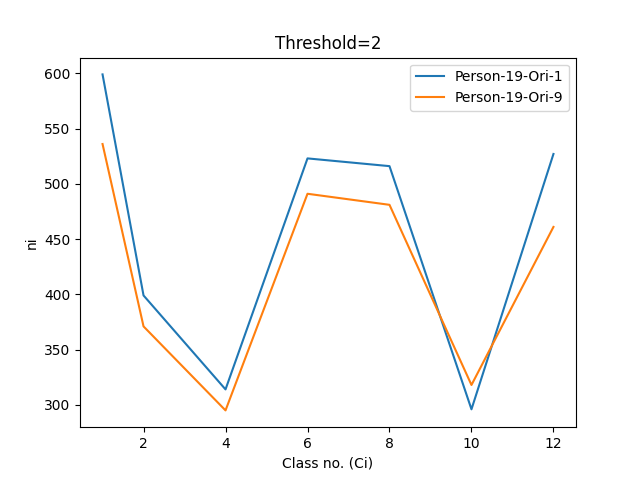 Threshold=2
Person-19-Ori-1
Person-19-Ori-9
600
550
500
450
400
350
300
ni
2 4 6 8 10 12
Class no. (Ci)